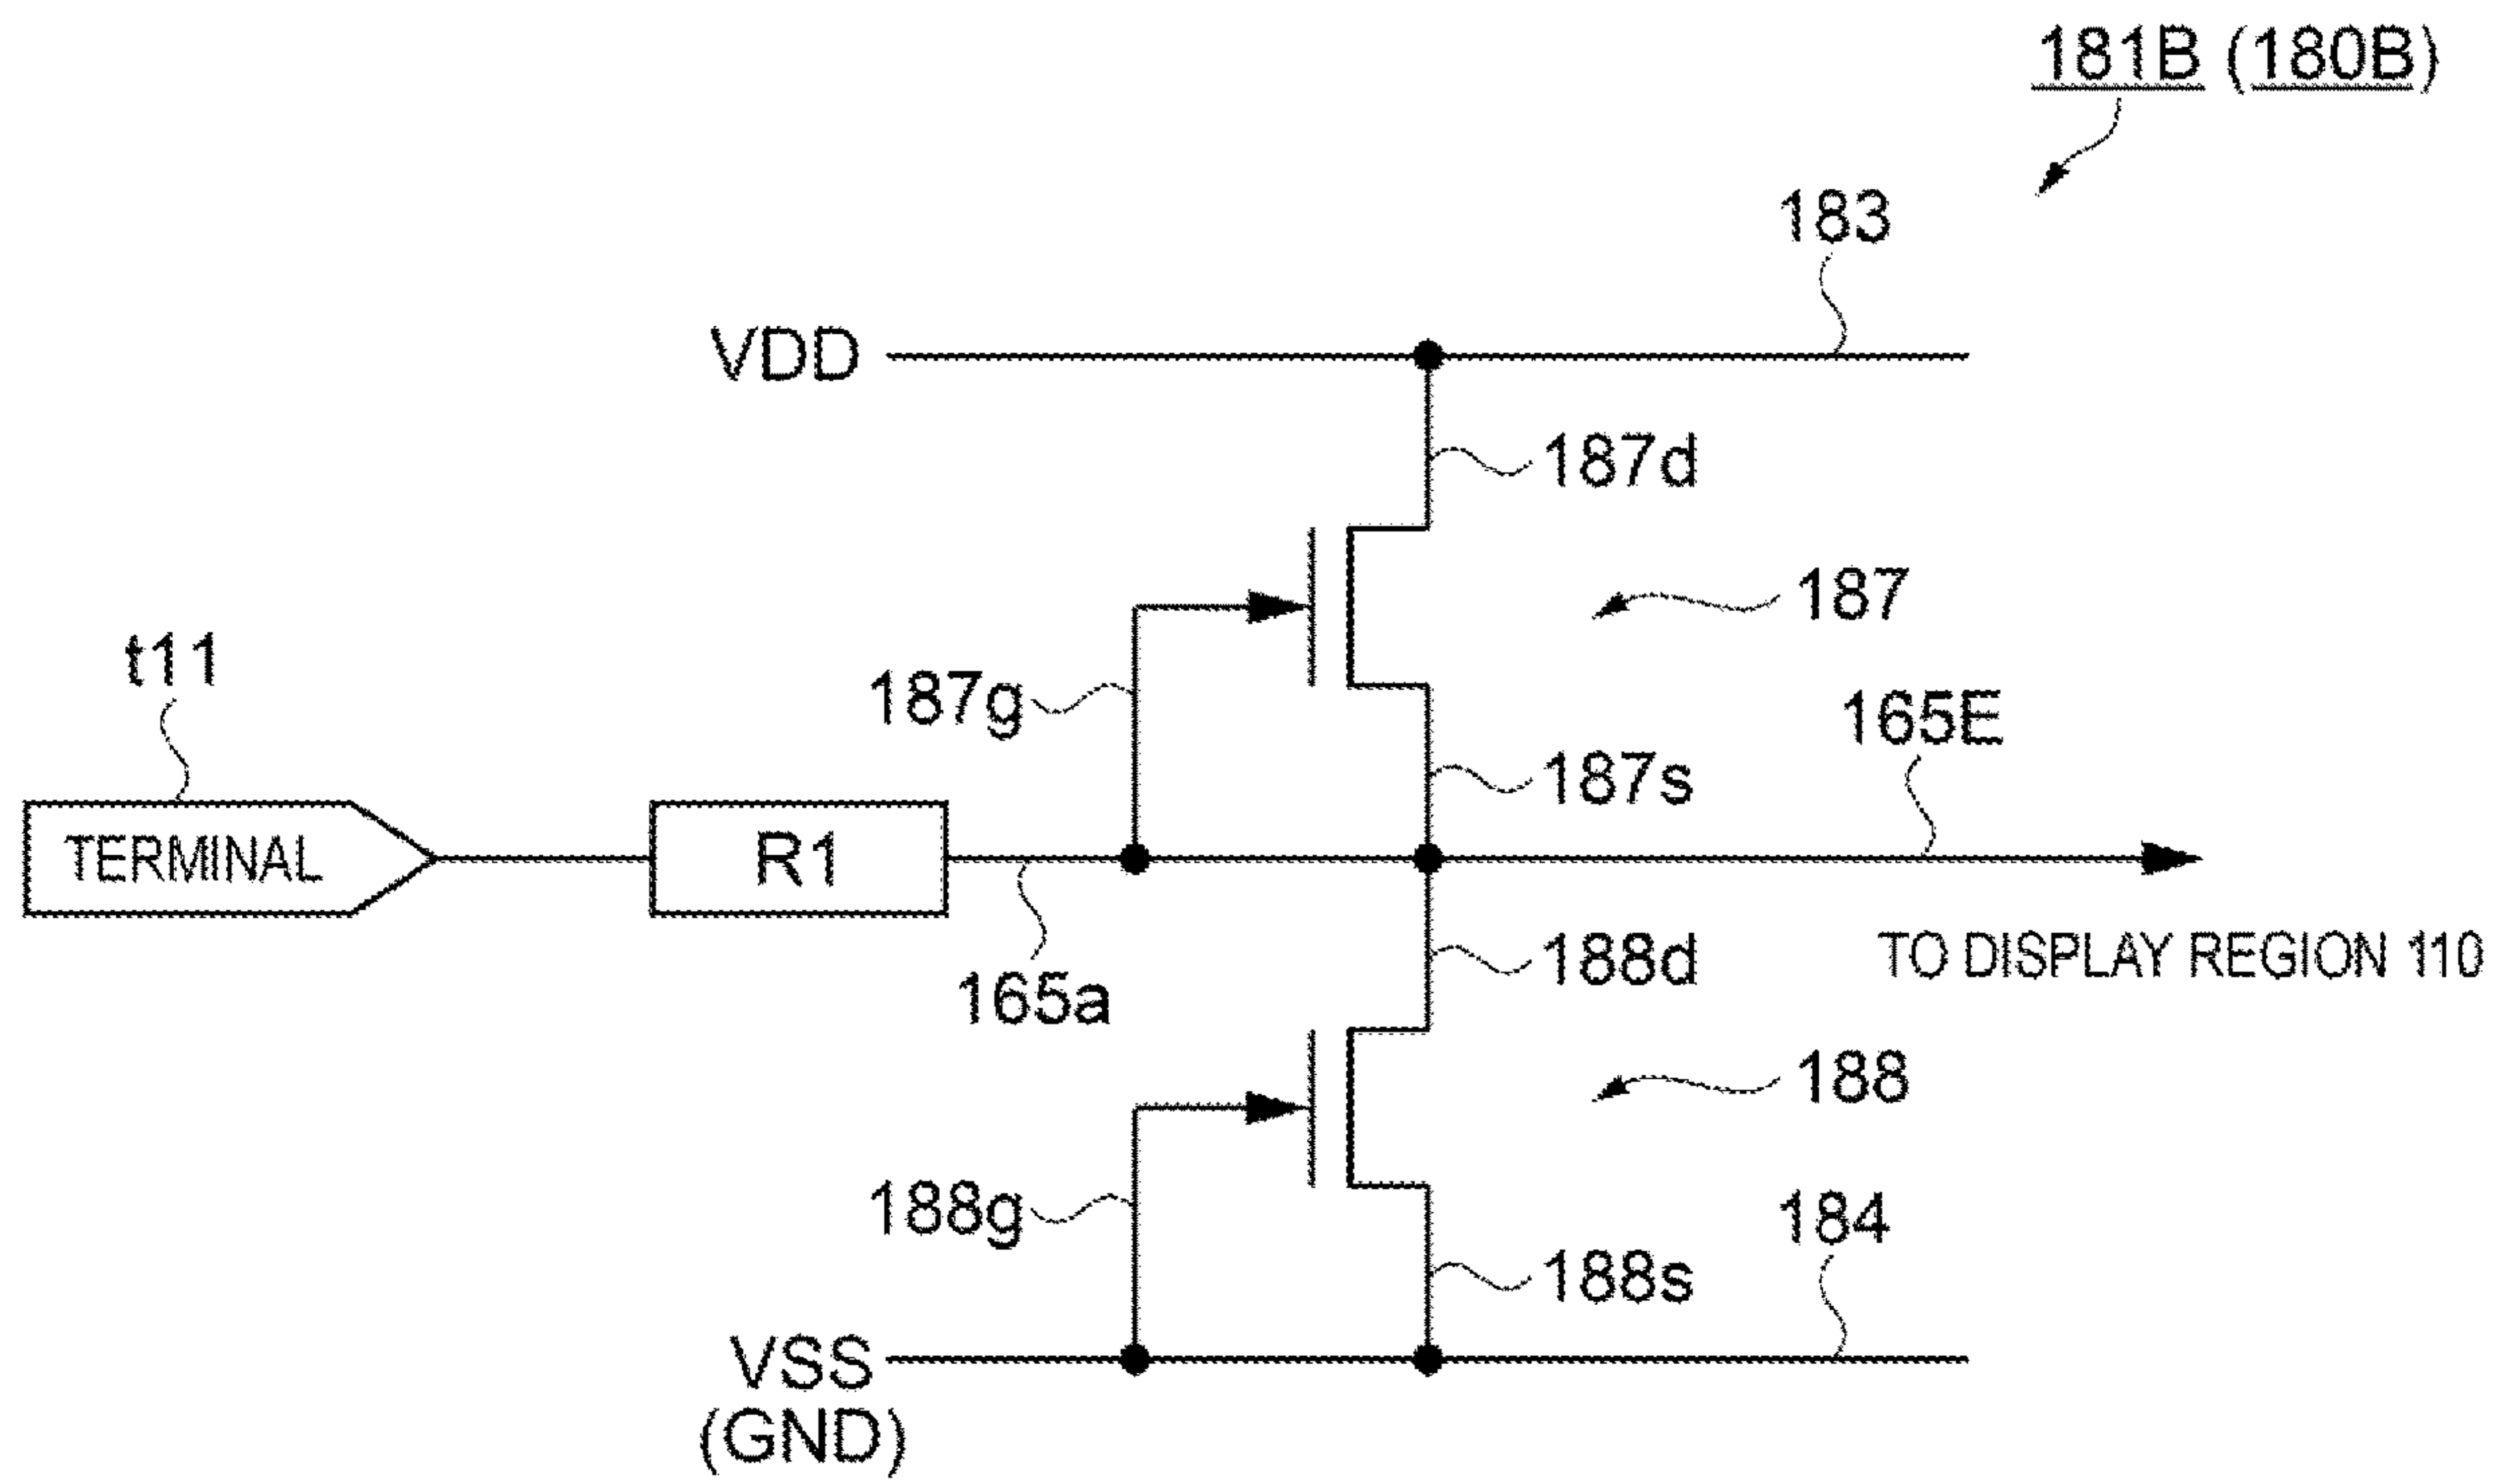 181B (180B)
183
VDD
187d
187
t11
187g
165E
187s
TERMINAL
R1
188d
TO DISPLAY REGION 110
165a
188
188g
184
188s
VSS
(GND)